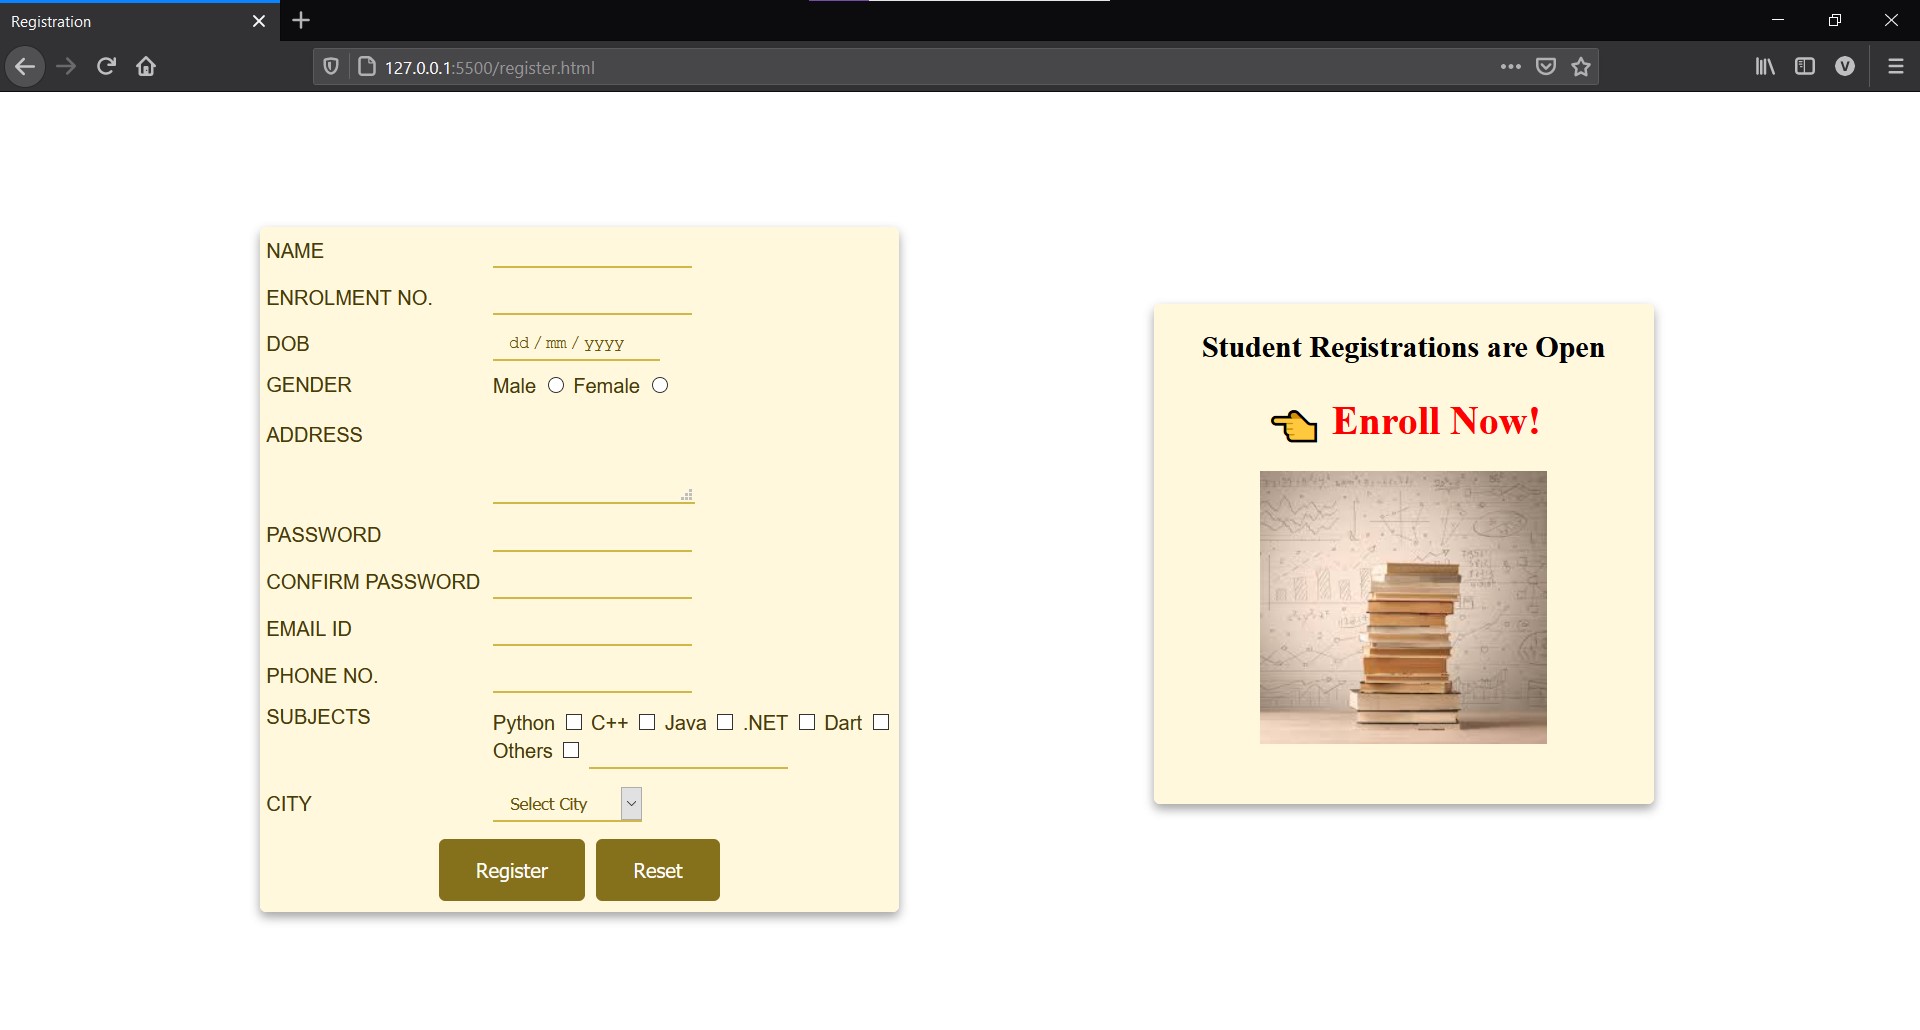 Registration
127.0.0.1:5500/register.html
V
NAME
ENROLMENT NO.
DOB dd / mm / yyyy
GENDER Male Female
ADDRESS
PASSWORD
CONFIRM PASSWORD
EMAIL ID
PHONE NO.
SUBJECTS Python C++ Java .NET Dart
Others
CITY Select City
Register Reset
Student Registrations are Open
👈 Enroll Now!